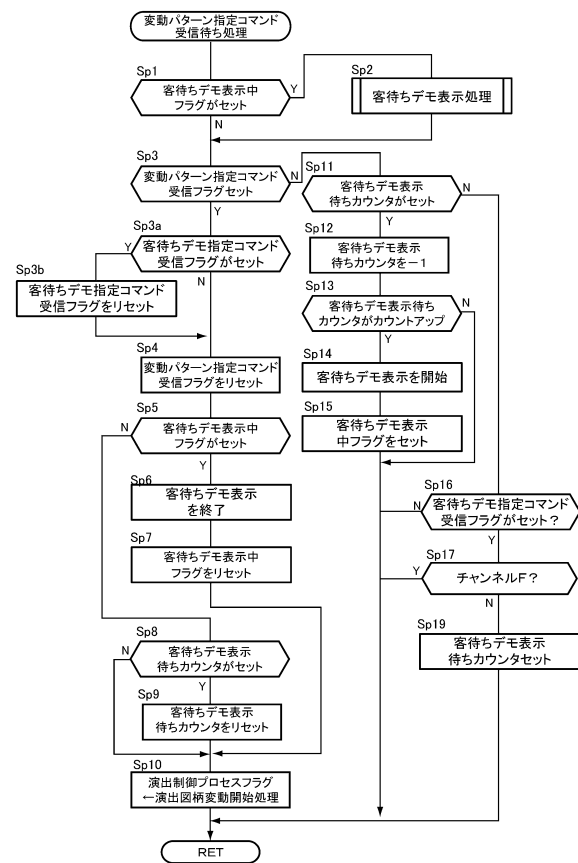 変動パターン指定コマンド
受信待ち処理
Sp1
客待ちデモ表示中
フラグがセット
Y
N
Sp2
客待ちデモ表示処理
Sp3
変動パターン指定コマンド
受信フラグセット
N
Y
Sp3a
客待ちデモ指定コマンド
受信フラグがセット
Y
N
Sp3b
客待ちデモ指定コマンド
受信フラグをリセット
Sp4
変動パターン指定コマンド
受信フラグをリセット
Sp5
客待ちデモ表示中
フラグがセット
N
Y
Sp6
客待ちデモ表示
を終了
Sp7
客待ちデモ表示中
フラグをリセット
Sp8
客待ちデモ表示
待ちカウンタがセット
N
Y
Sp9
客待ちデモ表示
待ちカウンタをリセット
Sp10
演出制御プロセスフラグ
←演出図柄変動開始処理
RET
Sp11
客待ちデモ表示
待ちカウンタがセット
N
Y
Sp12
客待ちデモ表示
待ちカウンタを－1
Sp13
客待ちデモ表示待ち
カウンタがカウントアップ
N
Y
Sp14
客待ちデモ表示を開始
Sp15
客待ちデモ表示
中フラグをセット
Sp16
客待ちデモ指定コマンド
受信フラグがセット？
N
Y
Sp17
チャンネルF？
Y
N
Sp19
客待ちデモ表示
待ちカウンタセット